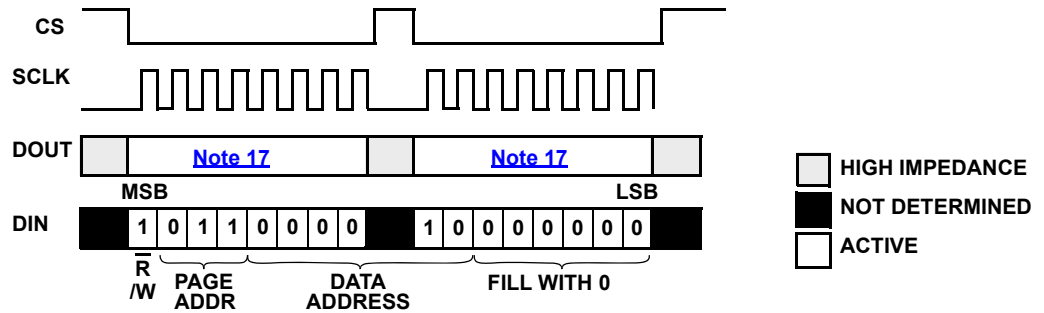 CS
SCLK
DOUT
Note 17
Note 17
MSB
LSB
DIN
1 0 1 1 0 0 0 0
1 0 0 0 0 0 0 0
R̅
/W
PAGE
ADDR
DATA
ADDRESS
FILL WITH 0
HIGH IMPEDANCE
NOT DETERMINED
ACTIVE